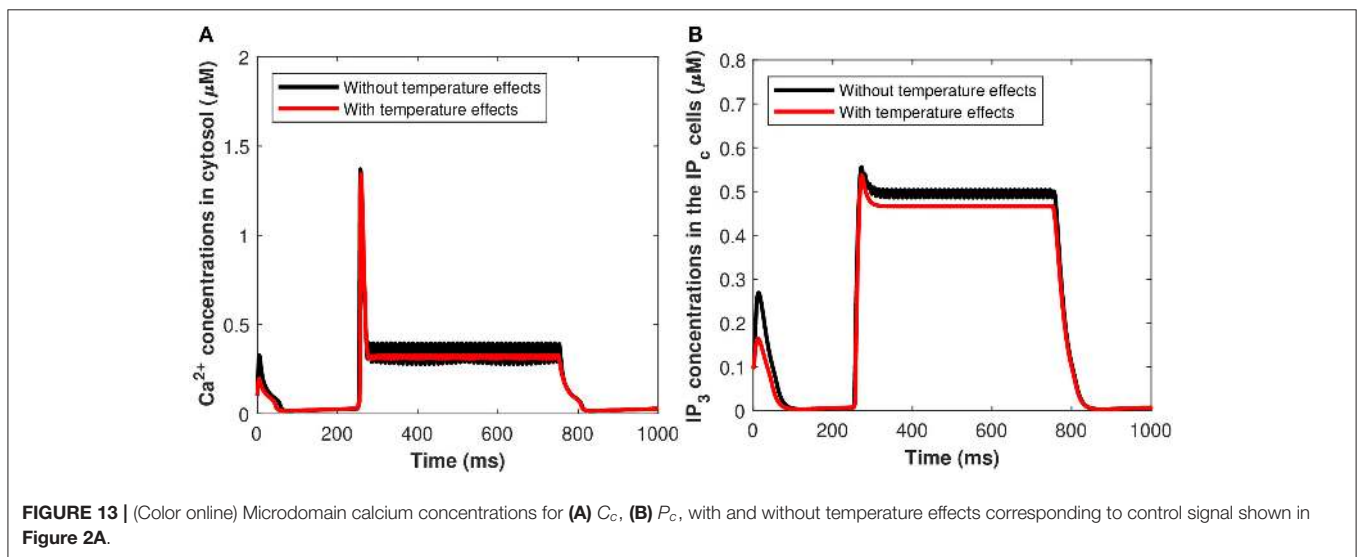 A
Ca2+ concentrations in cytosol (μM)
2
1.5
1
0.5
0
Without temperature effects
With temperature effects
0 200 400 600 800 1000
Time (ms)
B
IP3 concentrations in the IPc cells (μM)
0.8
0.7
0.6
0.5
0.4
0.3
0.2
0.1
0
Without temperature effects
With temperature effects
0 200 400 600 800 1000
Time (ms)
FIGURE 13 | (Color online) Microdomain calcium concentrations for (A) Cc, (B) Pc, with and without temperature effects corresponding to control signal shown in
Figure 2A.